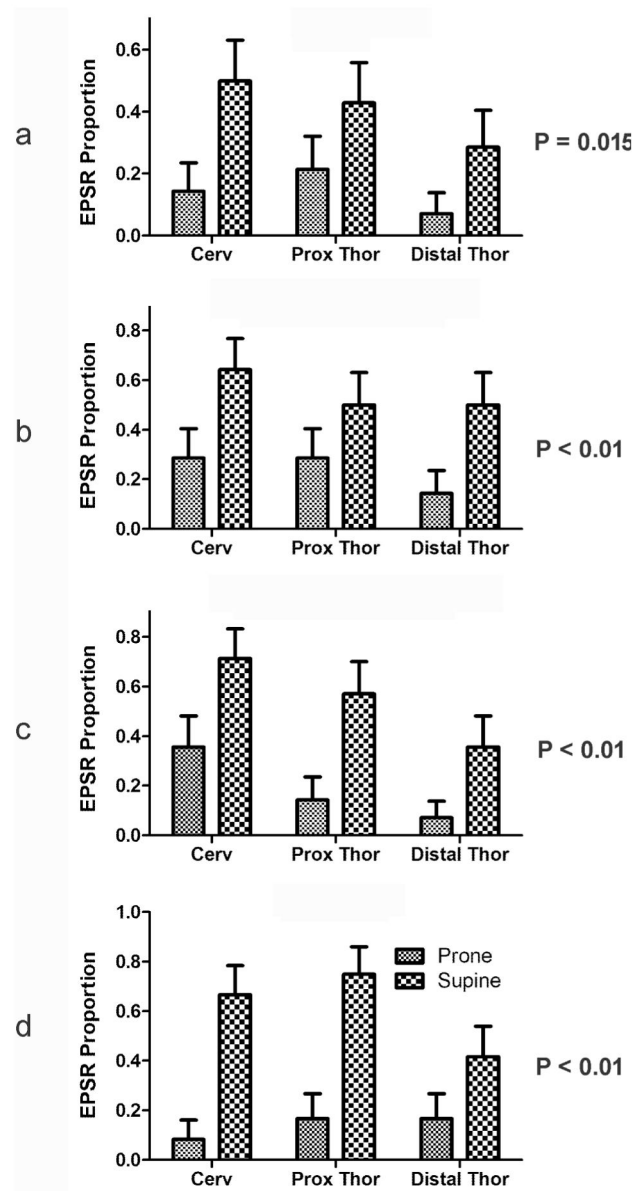 a
EPSR Proportion
0.6
0.4
0.2
0.0
Cerv Prox Thor Distal Thor
P = 0.015
b
EPSR Proportion
0.8
0.6
0.4
0.2
0.0
Cerv Prox Thor Distal Thor
P < 0.01
c
EPSR Proportion
0.8
0.6
0.4
0.2
0.0
Cerv Prox Thor Distal Thor
P < 0.01
d
EPSR Proportion
1.0
0.8
0.6
0.4
0.2
0.0
Prone
Supine
Cerv Prox Thor Distal Thor
P < 0.01